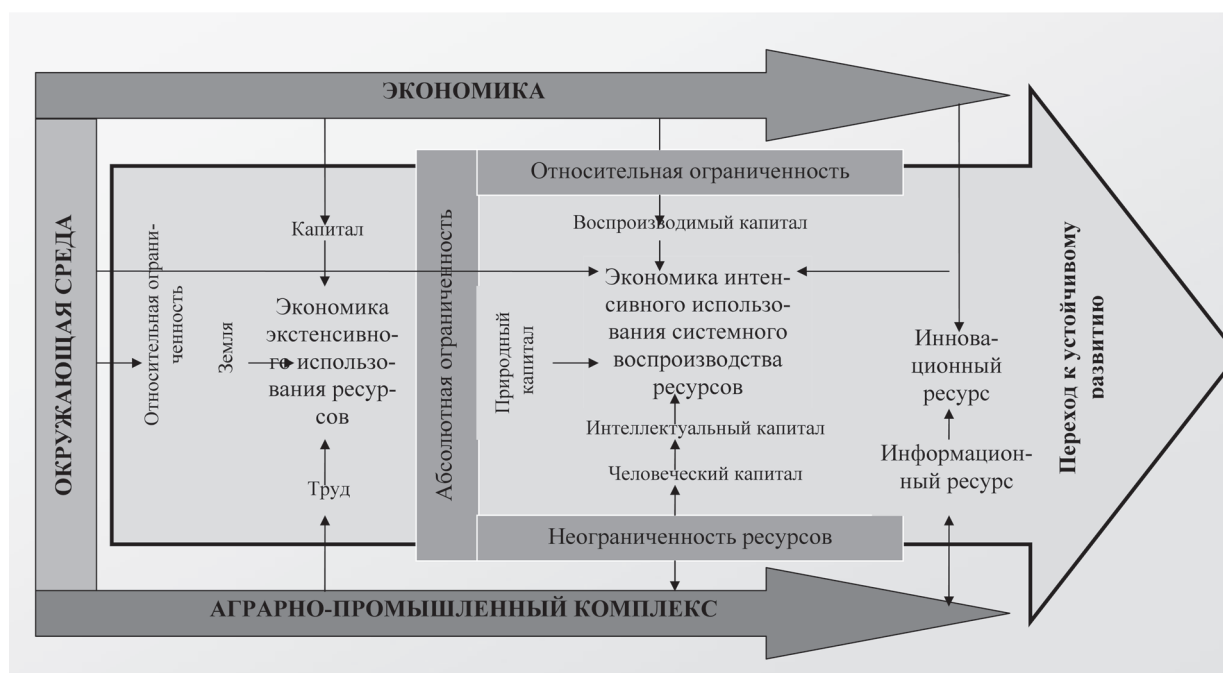 ЭКОНОМИКА
ОКРУЖАЮЩАЯ СРЕДА
Относительная ограни-
ченность
Земля
Капитал
Экономика
экстенсивно-
го использо-
вания ресур-
сов
Труд
Абсолютная ограниченность
Относительная ограниченность
Воспроизводимый капитал
Экономика интен-
сивного использо-
вания системного
воспроизводства
ресурсов
Природный
капитал
Интеллектуальный капитал
Человеческий капитал
Неограниченность ресурсов
Инно­ва-
ционный
ресурс
Информацион-
ный ресурс
Переход к устойчивому
развитию
АГРАРНО-ПРОМЫШЛЕННЫЙ КОМПЛЕКС